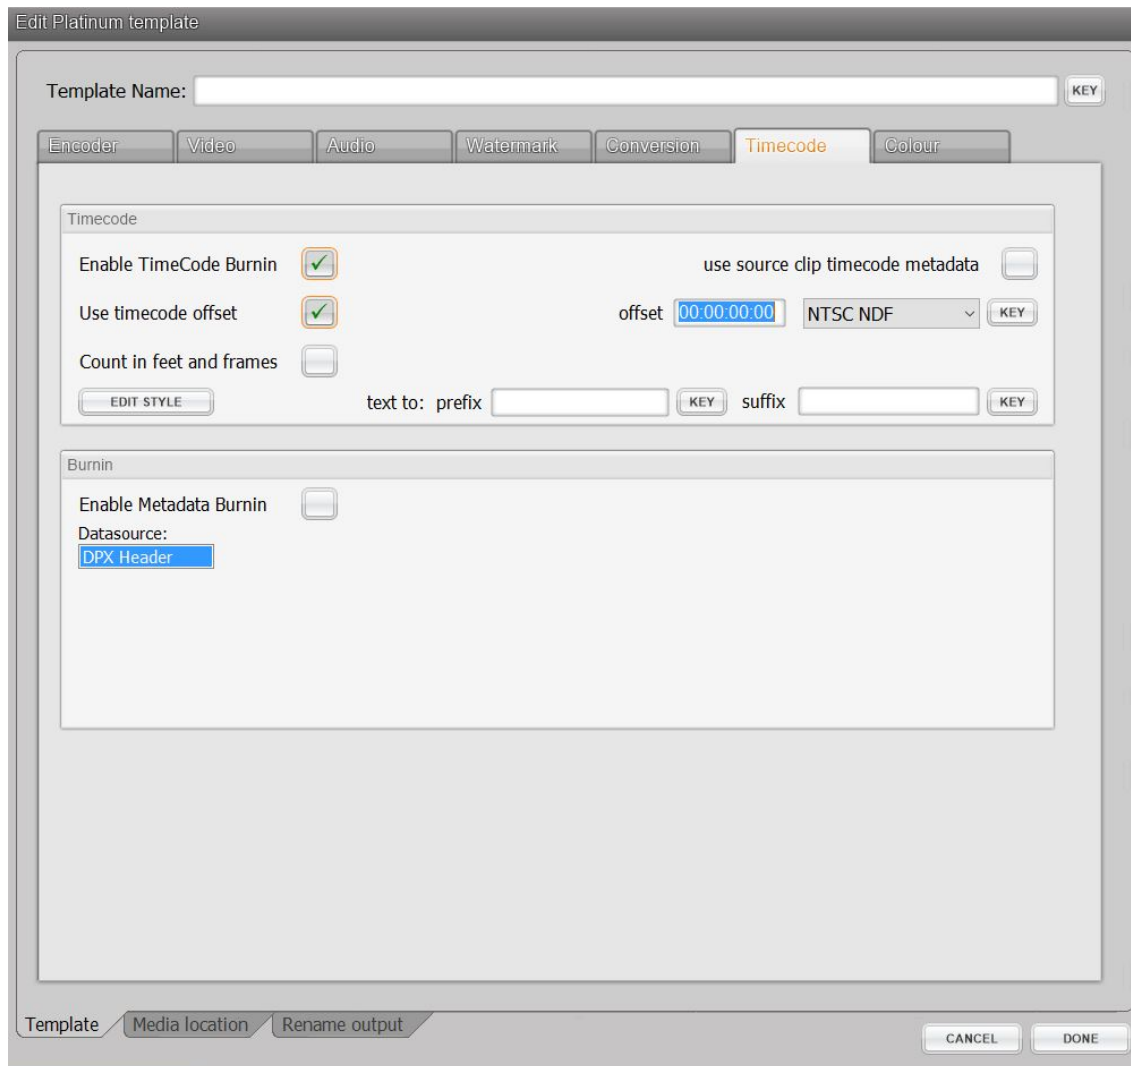 Edit Platinum template
Template Name: KEY
Encoder Video Audio Watermark Conversion Timecode Colour
Timecode
Enable TimeCode Burnin use source clip timecode metadata
Use timecode offset offset 00:00:00:00 NTSC NDF KEY
Count in feet and frames
EDIT STYLE text to: prefix KEY suffix KEY
Burnin
Enable Metadata Burnin
Datasource:
DPX Header
Template Media location Rename output
CANCEL DONE